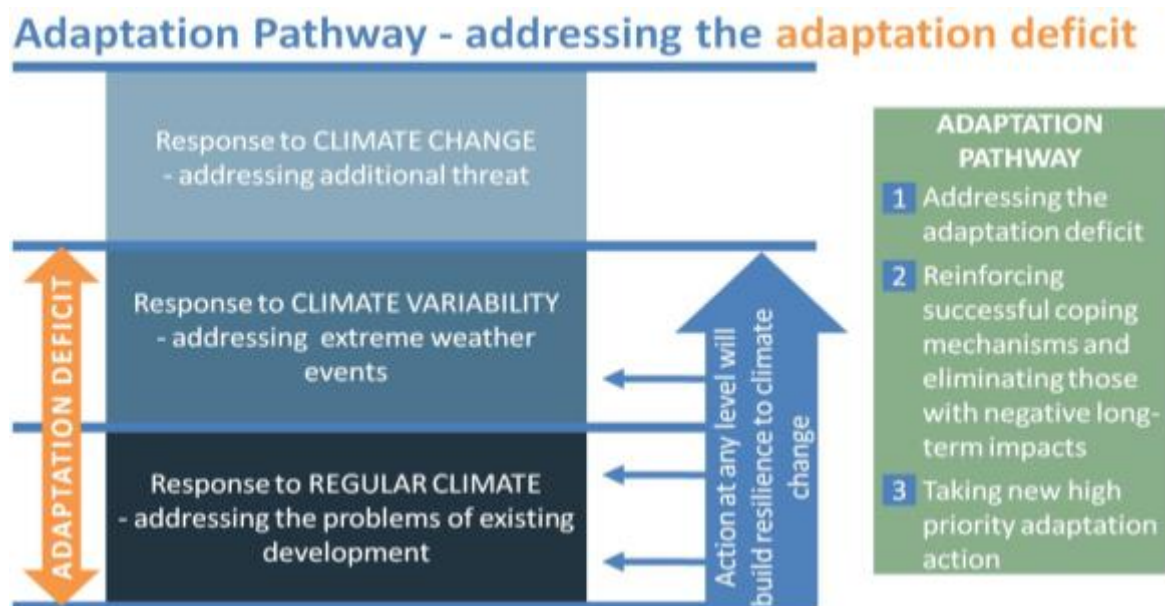 Adaptation Pathway - addressing the adaptation deficit
Response to CLIMATE CHANGE
- addressing additional threat
Response to CLIMATE VARIABILITY
- addressing extreme weather
events
Response to REGULAR CLIMATE
- addressing the problems of existing
development
ADAPTATION DEFICIT
Action at any level will
build resilience to climate
change
ADAPTATION
PATHWAY
1 Addressing the
adaptation deficit
2 Reinforcing
successful coping
mechanisms and
eliminating those
with negative long-
term impacts
3 Taking new high
priority adaptation
action